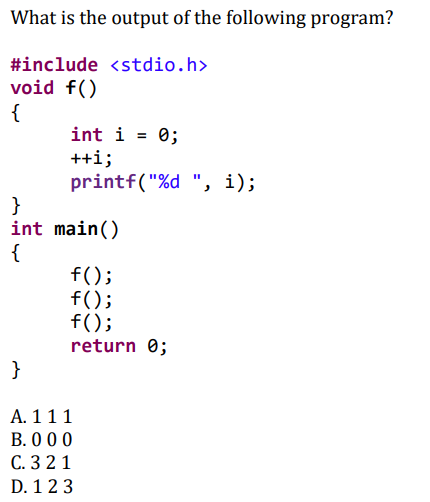 What is the output of the following program?
#include <stdio.h>
void f()
{
int i = 0;
++i;
printf("%d ", i);
}
int main()
{
f();
f();
f();
return 0;
}
A. 1 1 1
B. 0 0 0
C. 3 2 1
D. 1 2 3